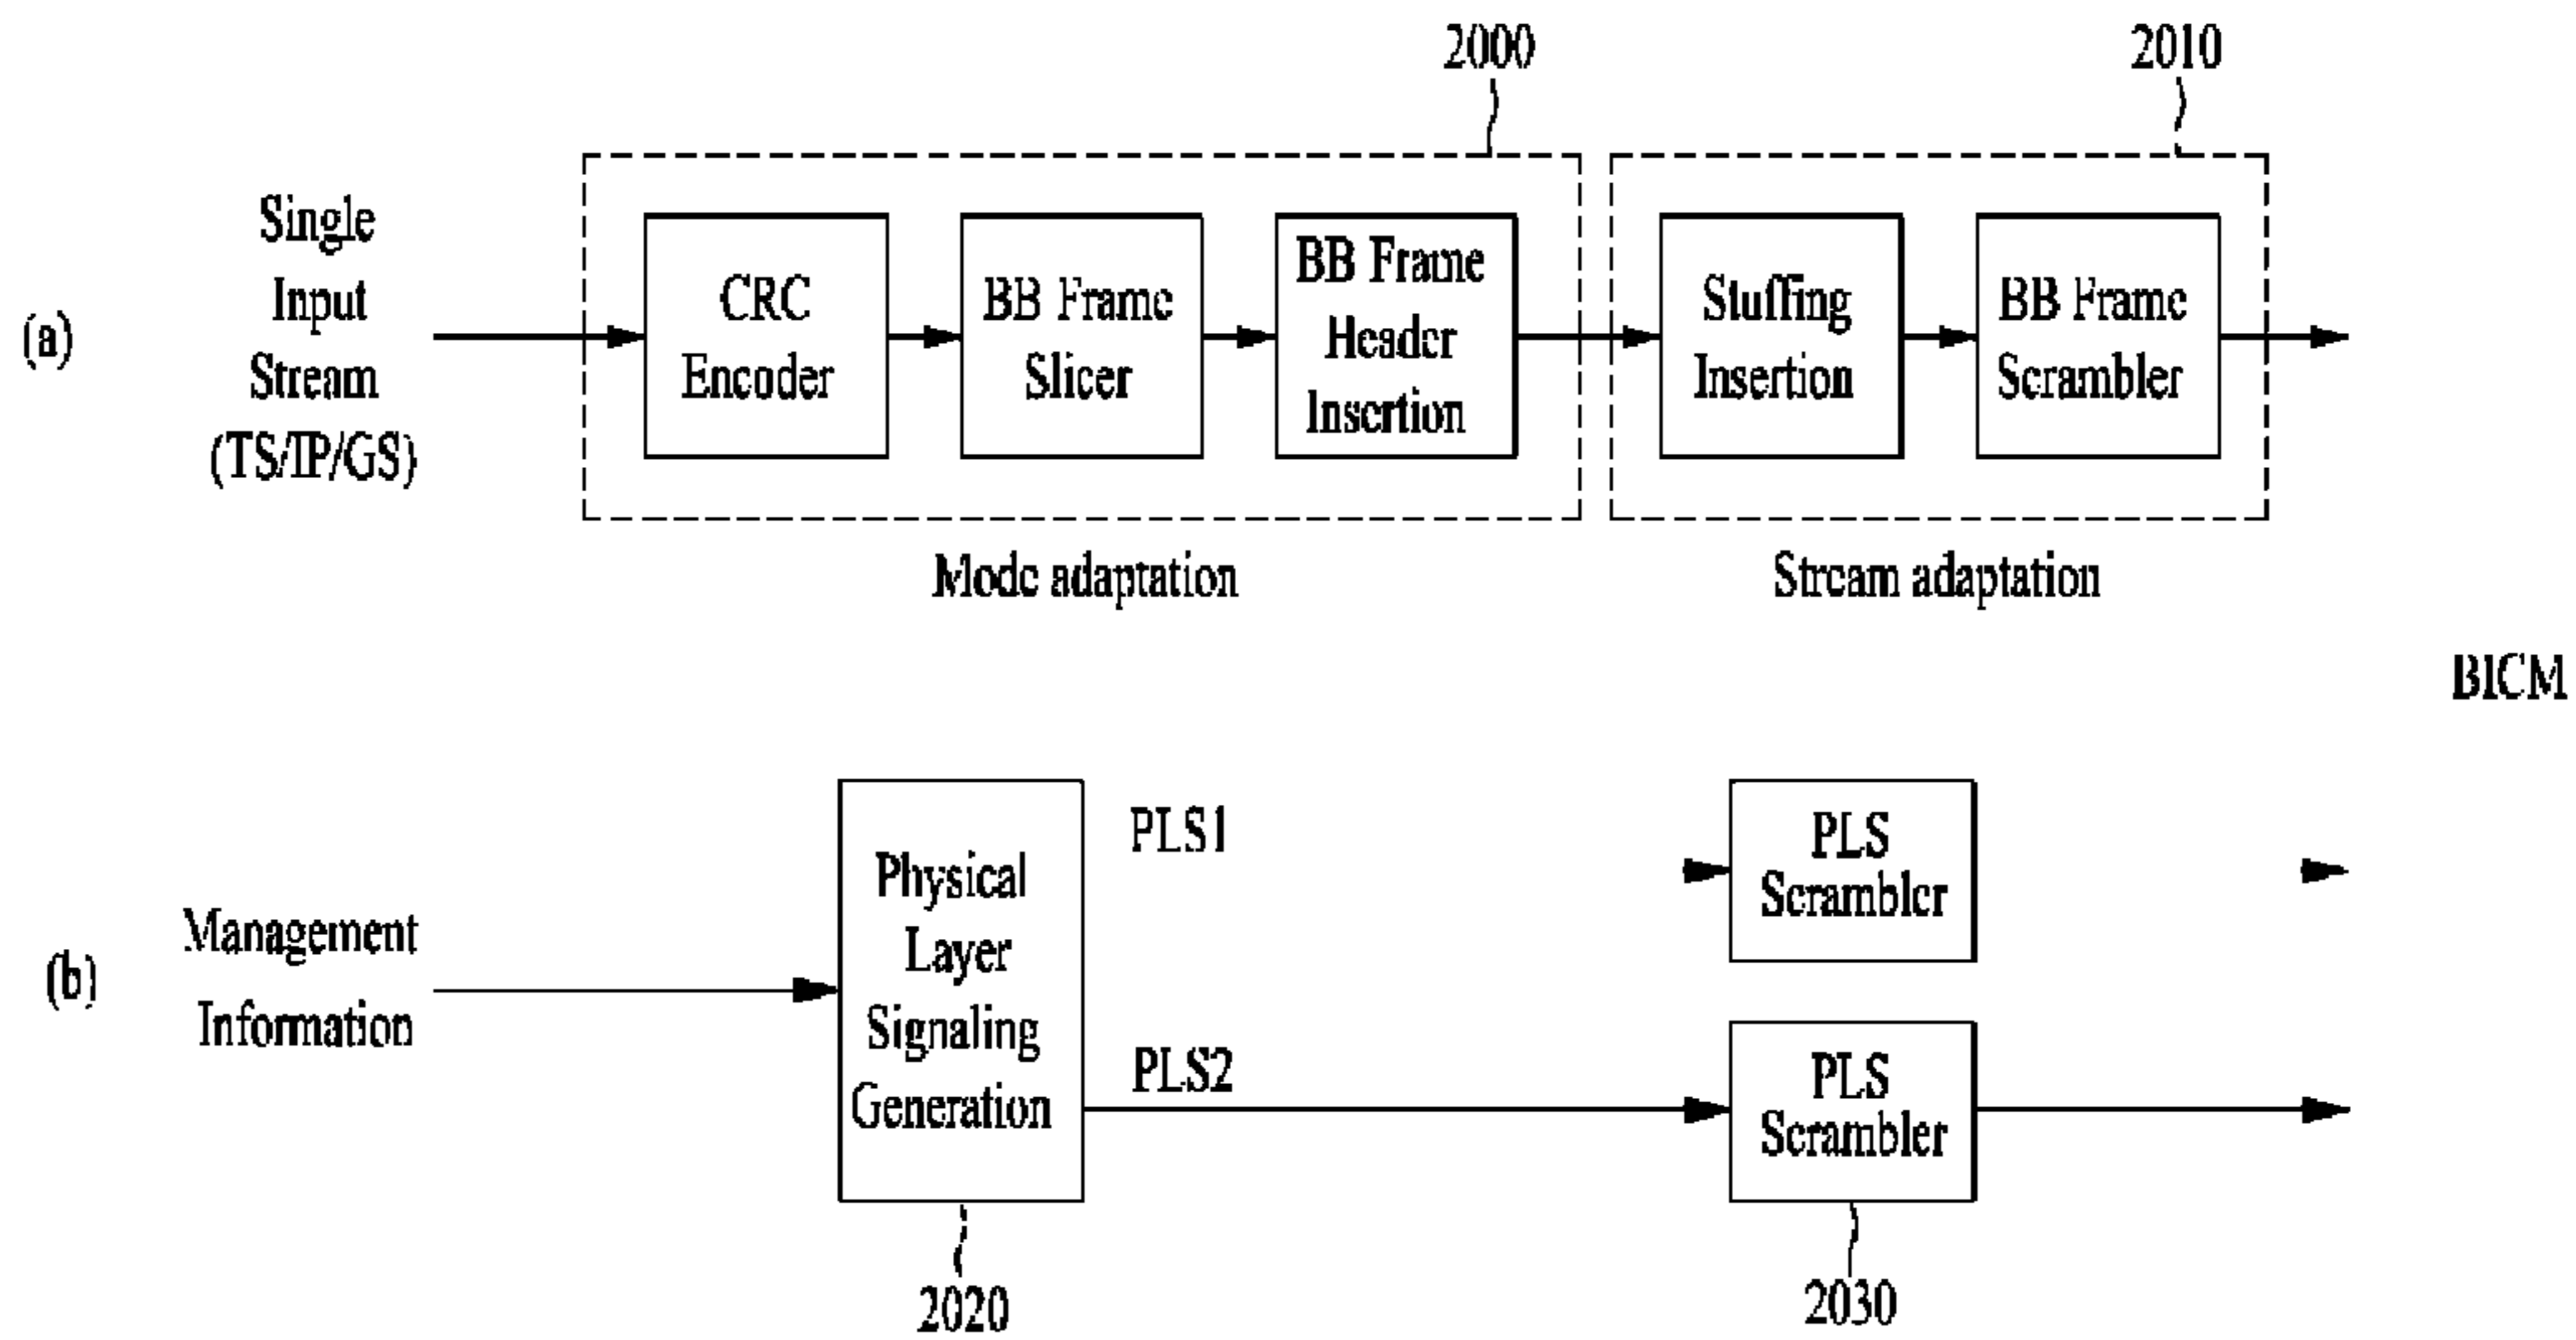 2000
2010
(a)
Single
Input
Stream
(TS/IP/GS)
CRC
Encoder
BB Frame
Slicer
BB Frame
Header
Insertion
Stuffing
Insertion
BB Frame
Scrambler
Mode adaptation
Stream adaptation
BICM
(b)
Management
Information
Physical
Layer
Signaling
Generation
PLS1
PLS2
PLS
Scrambler
PLS
Scrambler
2020
2030